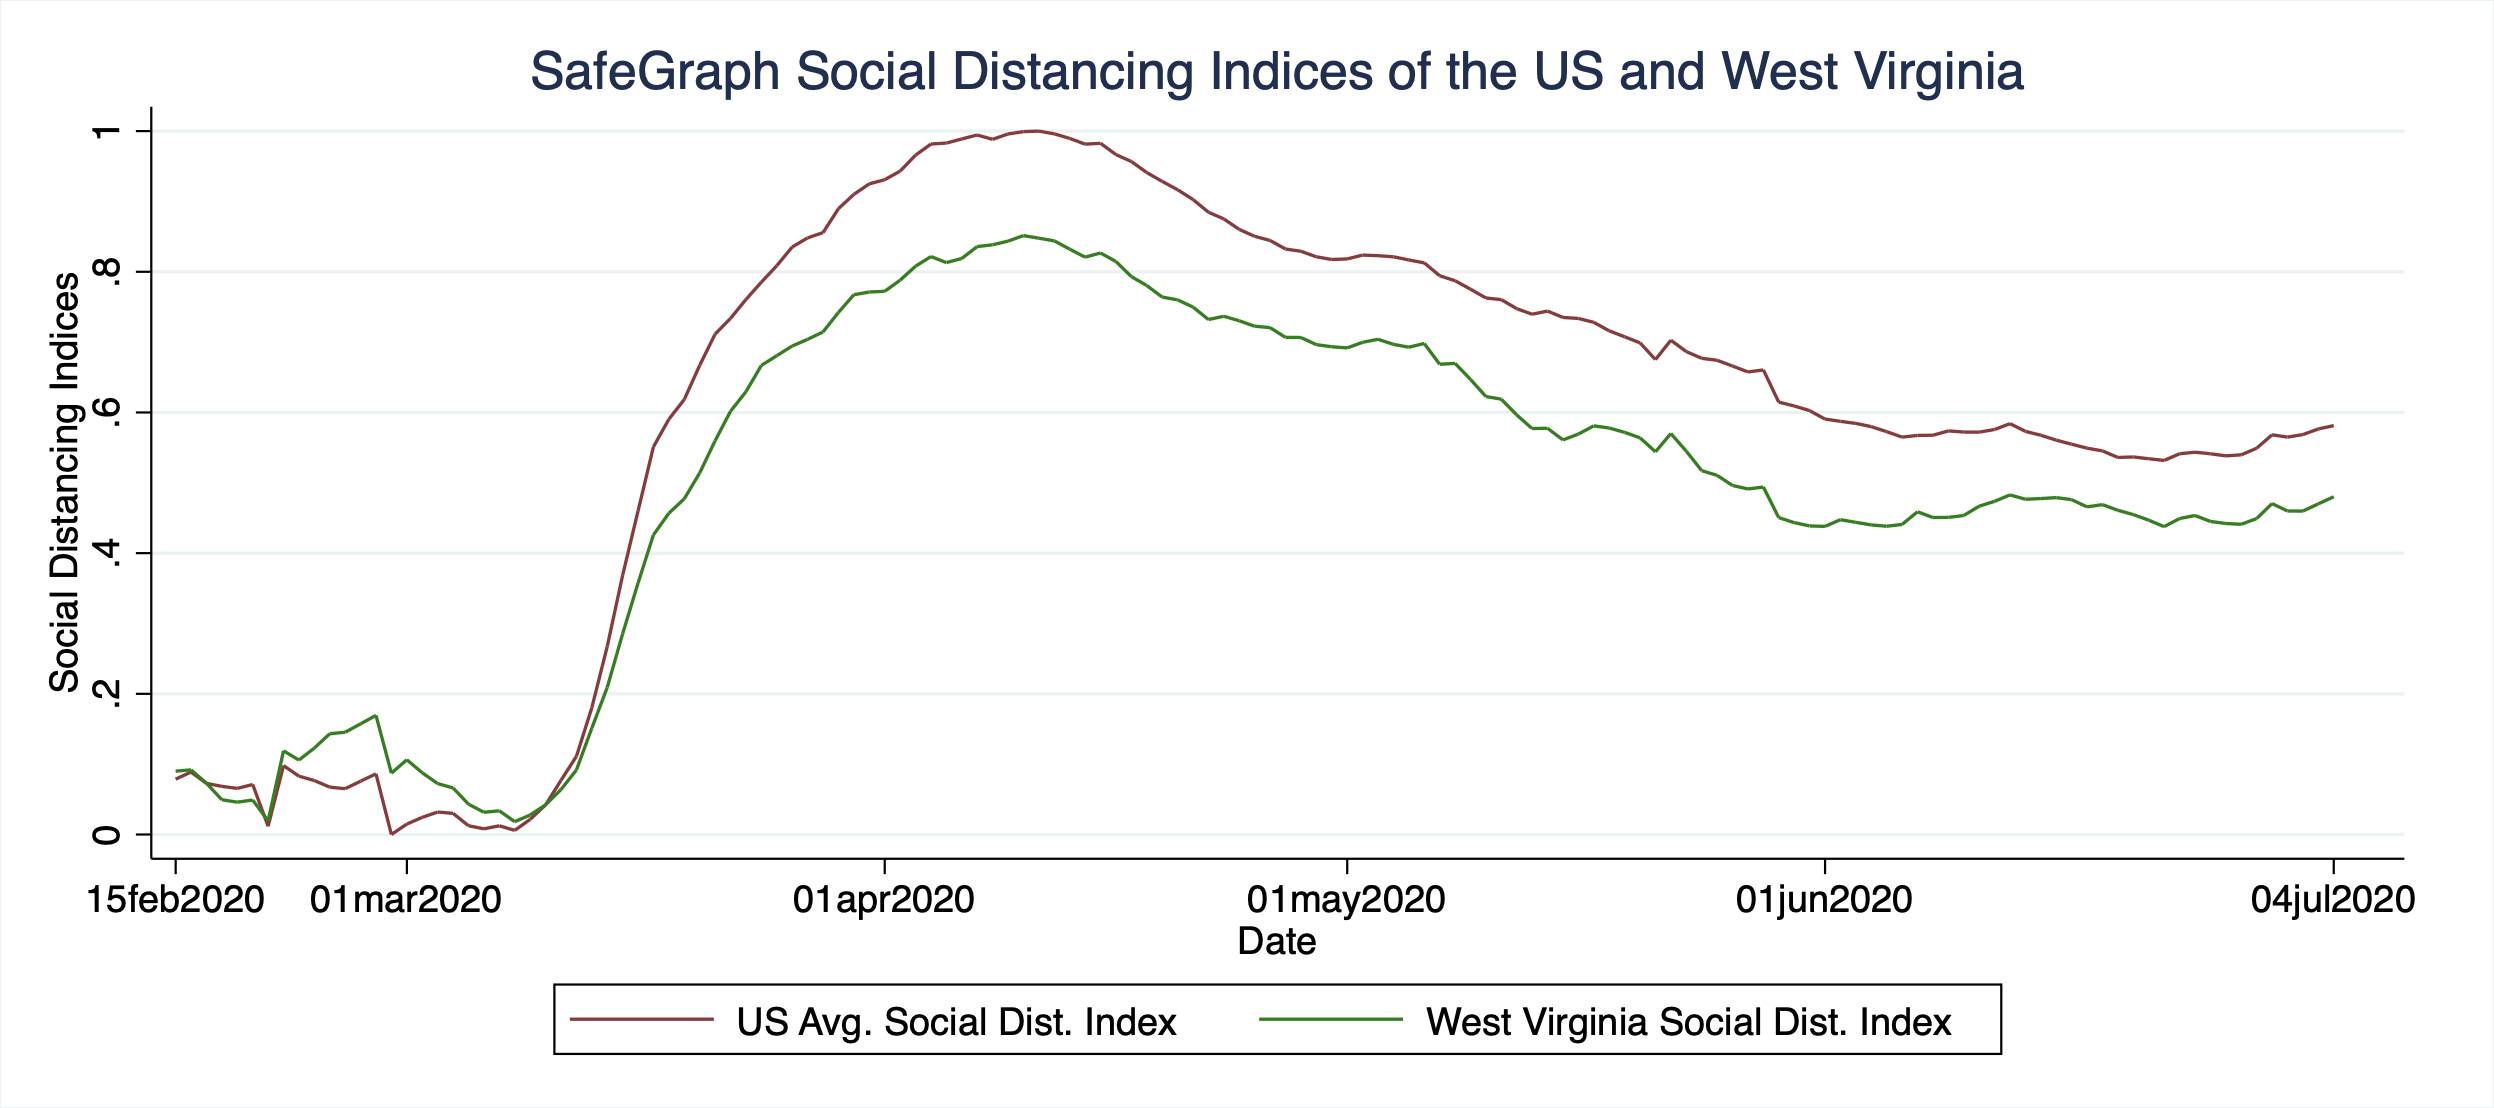 SafeGraph Social Distancing Indices of the US and West Virginia
Social Distancing Indices
1
.8
.6
.4
.2
0
15feb2020 01mar2020 01apr2020 01may2020 01jun2020 04jul2020
Date
US Avg. Social Dist. Index West Virginia Social Dist. Index